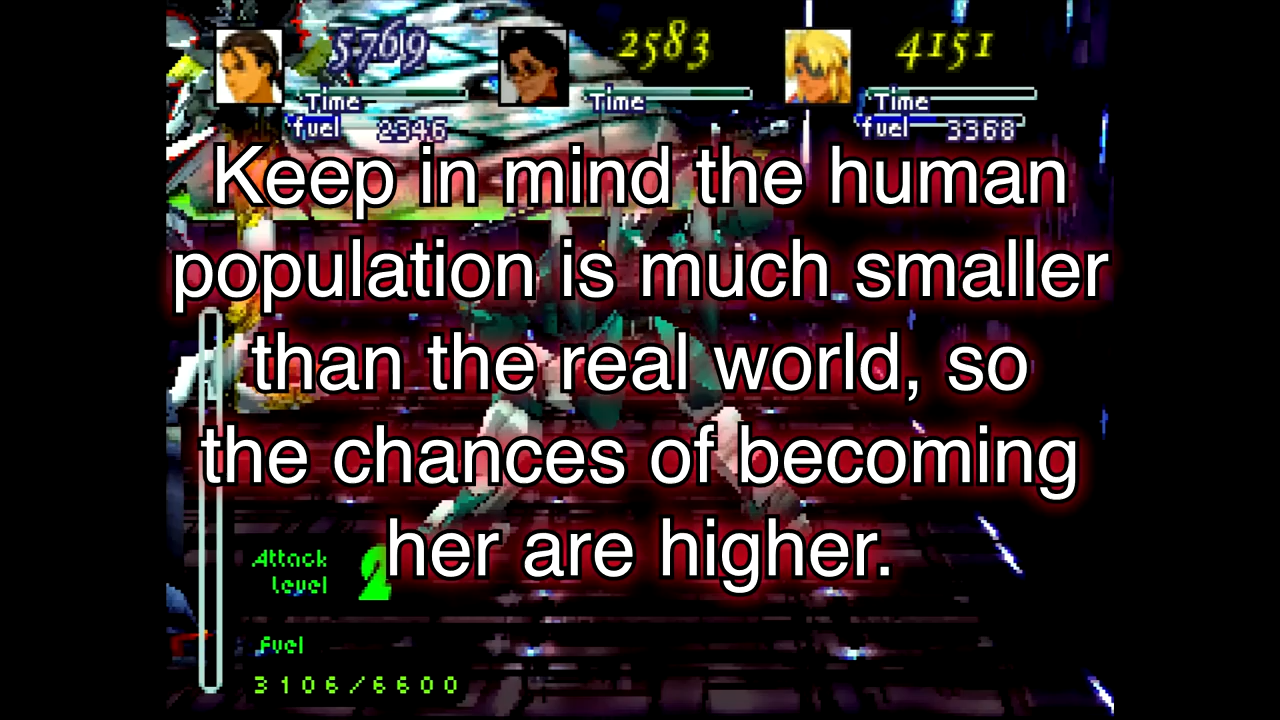 5769 2583 4151
Time Time Time
fuel 2346 fuel 3368
Keep in mind the human
population is much smaller
than the real world, so
the chances of becoming
her are higher.
Attack
level 2
fuel
3106/6600